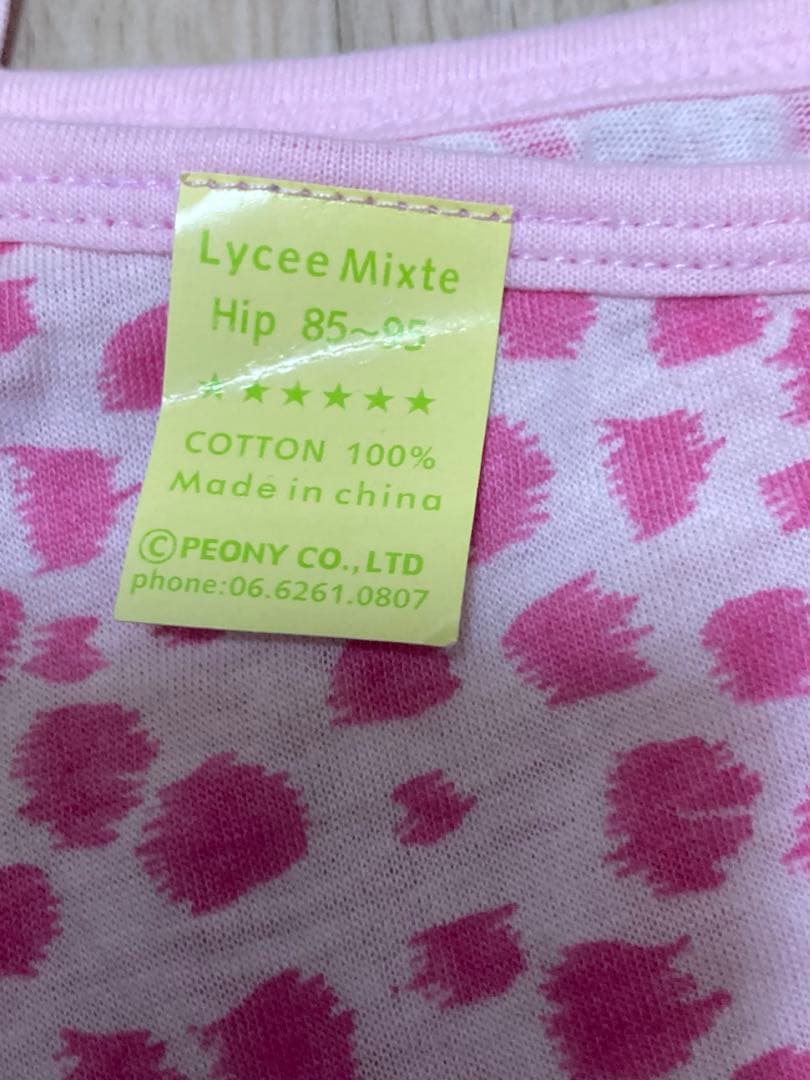 Lycee Mixte
Hip 85~95
★★★★★★
COTTON 100%
Made in china
©PEONY CO.,LTD
phone:06.6261.0807